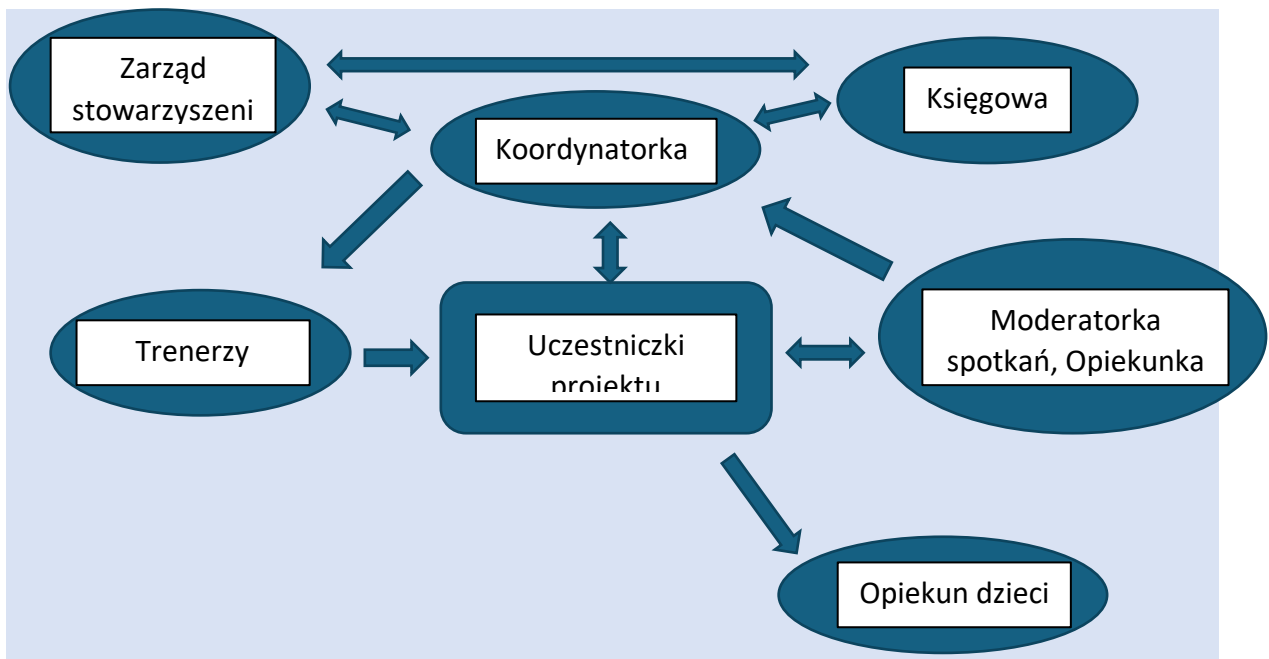 Zarząd
stowarzyszeni
Księgowa
Koordynatorka
Trenerzy
Uczestniczki
projektu
Moderatorka
spotkań, Opiekunka
Opiekun dzieci